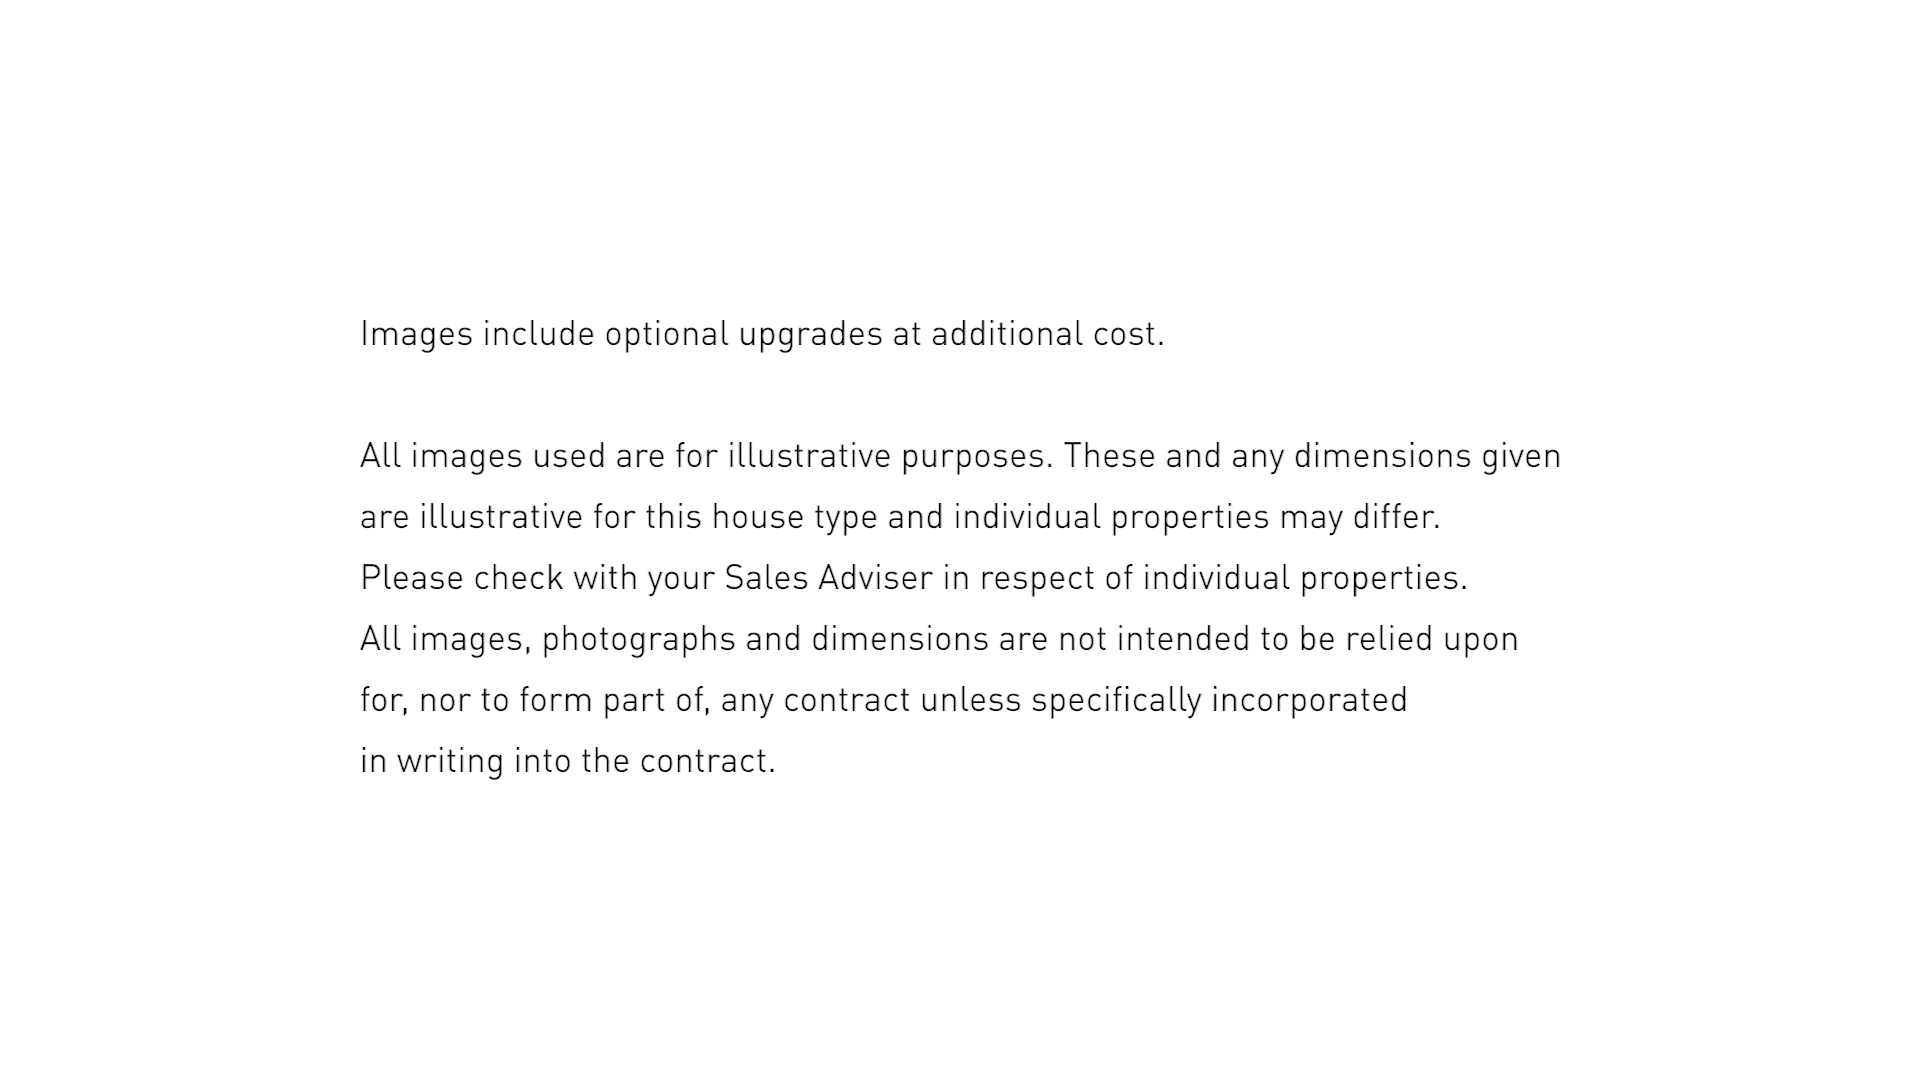 Images include optional upgrades at additional cost.
All images used are for illustrative purposes. These and any dimensions given
are illustrative for this house type and individual properties may differ.
Please check with your Sales Adviser in respect of individual properties.
All images, photographs and dimensions are not intended to be relied upon
for, nor to form part of, any contract unless specifically incorporated
in writing into the contract.